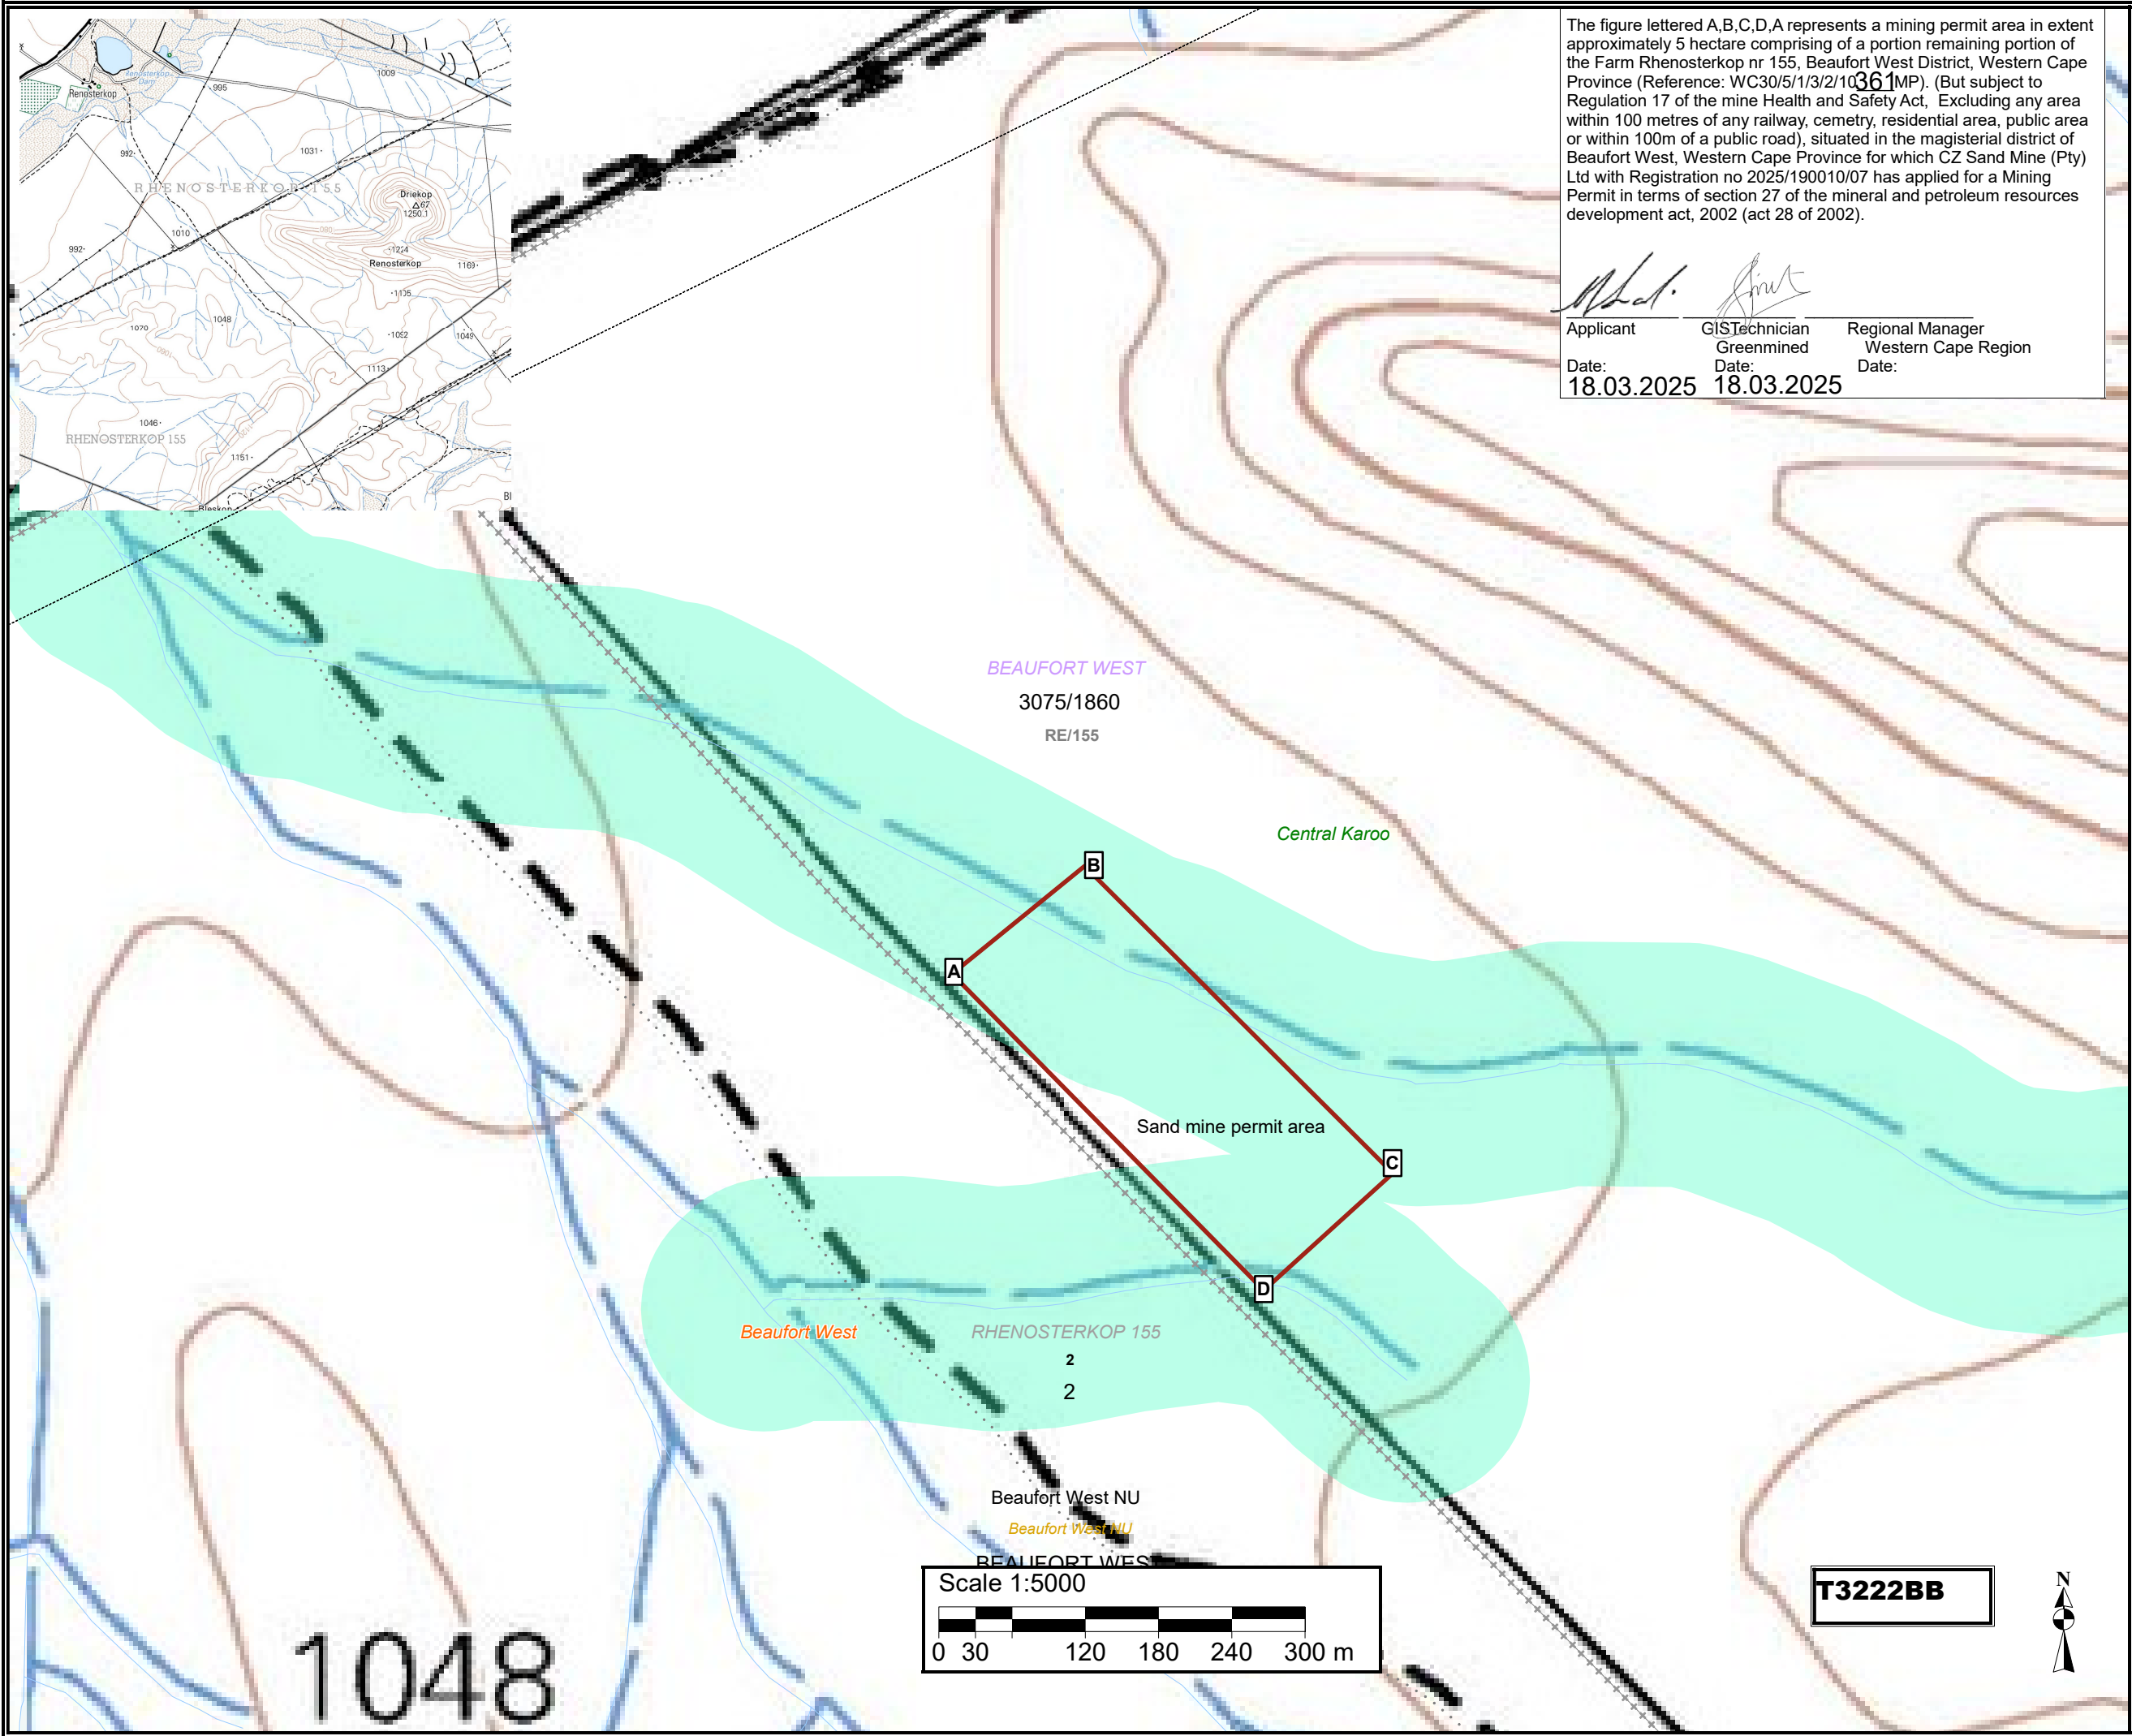 The figure lettered A,B,C,D,A represents a mining permit area in extent
approximately 5 hectare comprising of a portion remaining portion of
the Farm Rhenosterkop nr 155, Beaufort West District, Western Cape
Province (Reference: WC30/5/1/3/2/10361MP). (But subject to
Regulation 17 of the mine Health and Safety Act, Excluding any area
within 100 metres of any railway, cemetry, residential area, public area
or within 100m of a public road), situated in the magisterial district of
Beaufort West, Western Cape Province for which CZ Sand Mine (Pty)
Ltd with Registration no 2025/190010/07 has applied for a Mining
Permit in terms of section 27 of the mineral and petroleum resources
development act, 2002 (act 28 of 2002).
Applicant GISTechnician Regional Manager
Greenmined Western Cape Region
Date: Date: Date:
18.03.2025 18.03.2025
1009
995
Renosterkop Dam
Renosterkop
992
1031
RHENOSTERKOP 155
Driekop
67
1250.1
1010
992
1224
Renosterkop
1169
1195
1048
1070
1052
1049
1113
1046
RHENOSTERKOP 155
1151
Bleskop
Bl
BEAUFORT WEST
3075/1860
RE/155
Central Karoo
B
A
Sand mine permit area
C
D
Beaufort West
RHENOSTERKOP 155
2
2
Beaufort West NU
Beaufort West NU
BEAUFORT WEST
Scale 1:5000
0 30 120 180 240 300 m
1048
T3222BB
N